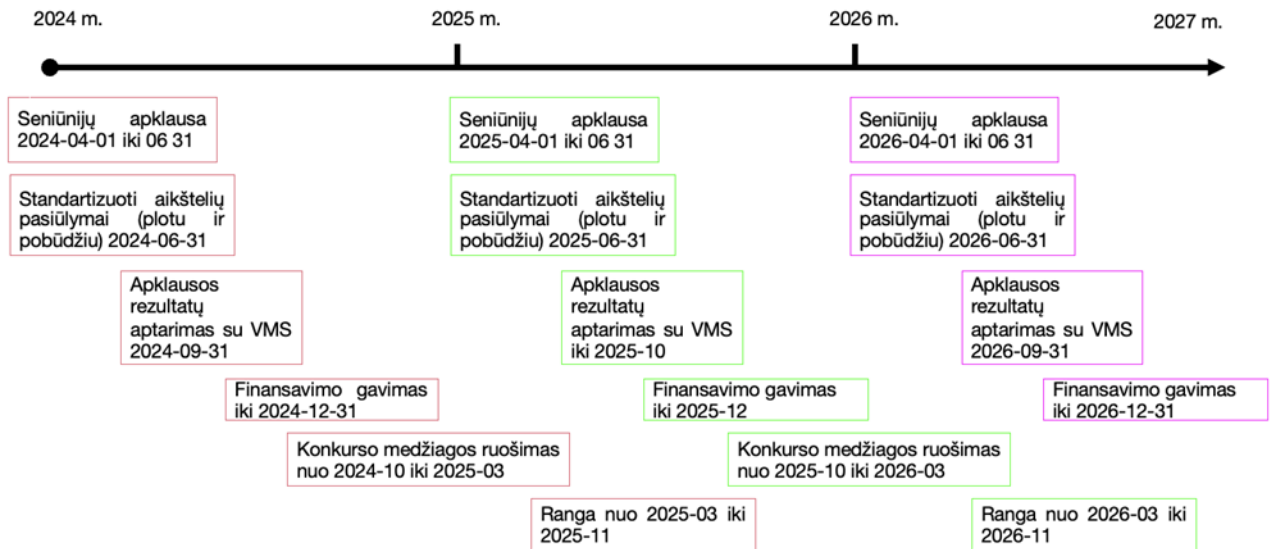 2024 m.
2025 m.
2026 m.
2027 m.
Seniūnijų apklausa
2024-04-01 iki 06 31
Seniūnijų apklausa
2025-04-01 iki 06 31
Seniūnijų apklausa
2026-04-01 iki 06 31
Standartizuoti aikštelių
pasiūlymai (plotu ir
pobūdžiu) 2024-06-31
Standartizuoti aikštelių
pasiūlymai (plotu ir
pobūdžiu) 2025-06-31
Standartizuoti aikštelių
pasiūlymai (plotu ir
pobūdžiu) 2026-06-31
Apklausos
rezultatų
aptarimas su VMS
2024-09-31
Apklausos
rezultatų
aptarimas su VMS
iki 2025-10
Apklausos
rezultatų
aptarimas su VMS
2026-09-31
Finansavimo gavimas
iki 2024-12-31
Finansavimo gavimas
iki 2025-12
Finansavimo gavimas
iki 2026-12-31
Konkurso medžiagos ruošimas
nuo 2024-10 iki 2025-03
Konkurso medžiagos ruošimas
nuo 2025-10 iki 2026-03
Ranga nuo 2025-03 iki
2025-11
Ranga nuo 2026-03 iki
2026-11